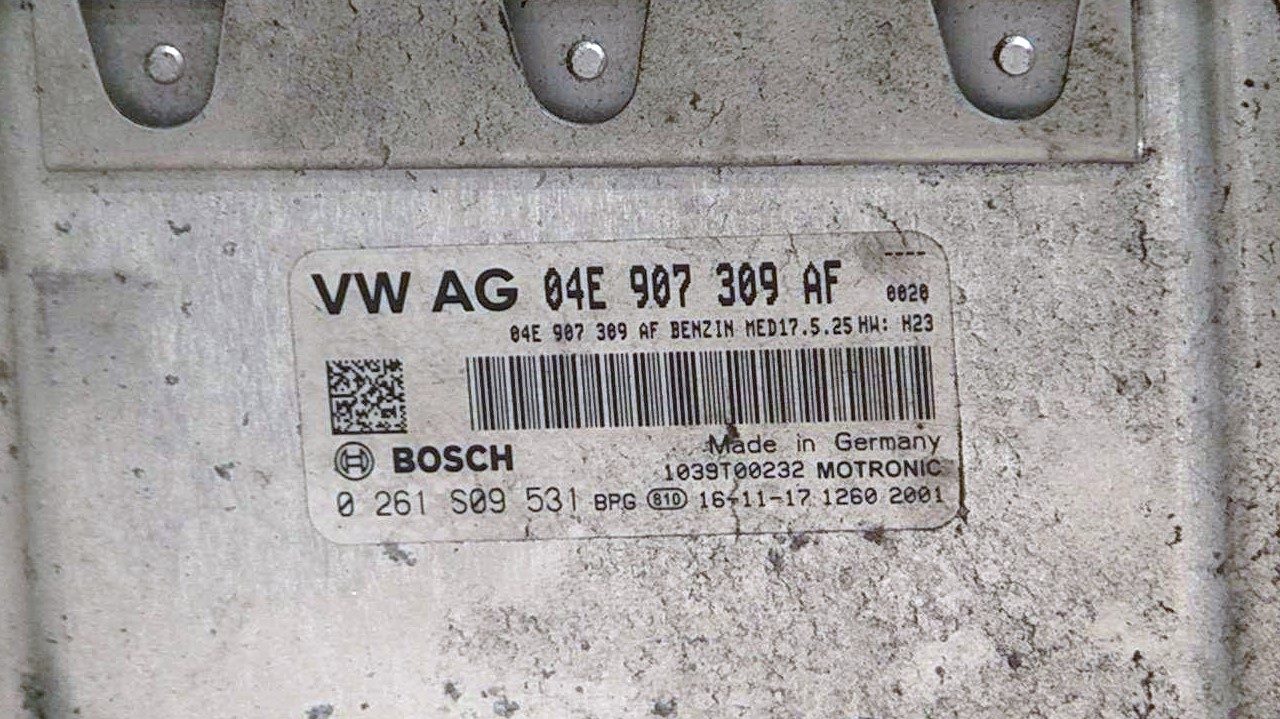 ----
VW AG 04E 907 309 AF 0020
04E 907 309 AF BENZIN MED17.5.25 HW: H23
Made in Germany
BOSCH 1039T00232 MOTRONIC
0 261 S09 531 BPG 810 16-11-17 1260 2001